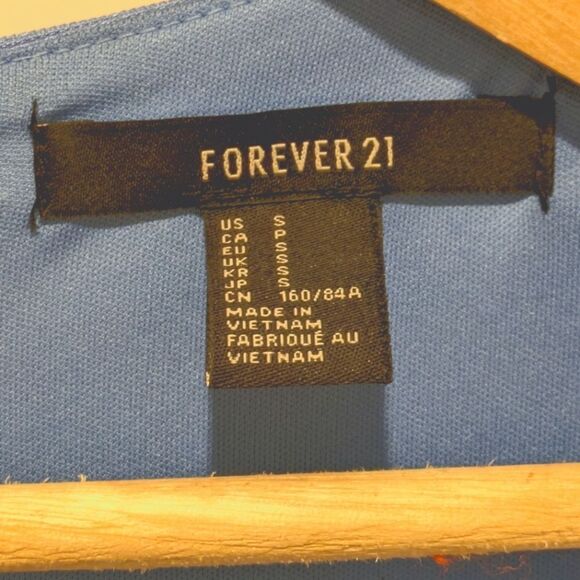 FOREVER 21
US S
CA P
EU S
UK S
KR S
JP S
CN 160/84A
MADE IN
VIETNAM
FABRIQUÉ AU
VIETNAM